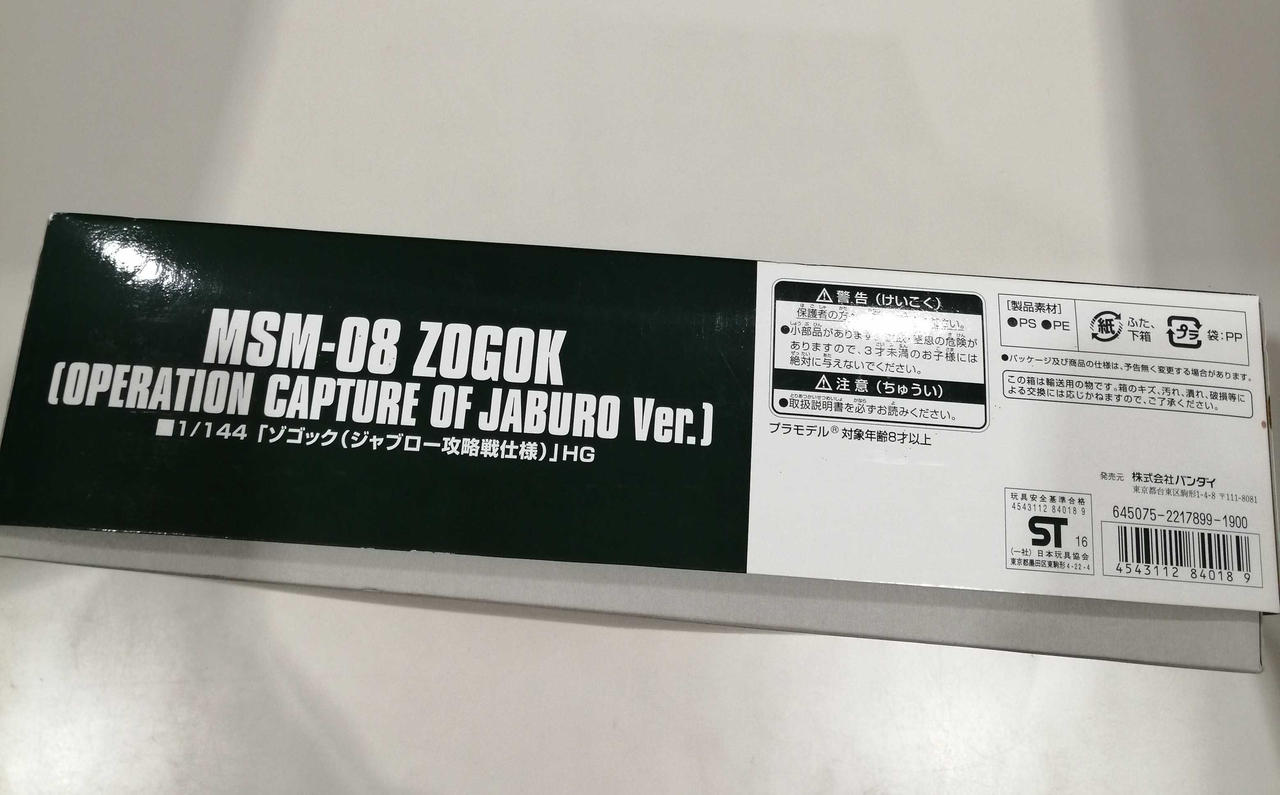 MSM-08 ZOGOK
(OPERATION CAPTURE OF JABURO Ver.)
■1/144「ゾゴック(ジャブロー攻略戦仕様)」HG
⚠警告(けいこく)
保護者の方 さい。
●小部品があります 窒息の危険が
ありますので、3才未満のお子様には
絶対に与えないでください。
⚠注意(ちゅうい)
●取扱説明書を必ずお読みください。
プラモデル®対象年齢8才以上
[製品素材]
●PS ●PE
紙 ふた、
下箱
プラ 袋:PP
●パッケージ及び商品の仕様は、予告無く変更する場合があります。
この箱は輸送用の物です。箱のキズ、汚れ、潰れ、破損等に
よる交換には応じかねますので、ご了承ください。
発売元 株式会社バンダイ
東京都台東区駒形1-4-8 〒111-8081
玩具安全基準合格
4543112 84018 9
ST 16
(一社)日本玩具協会
東京都墨田区東駒形4-22-4
645075-2217899-1900
4543112 84018 9